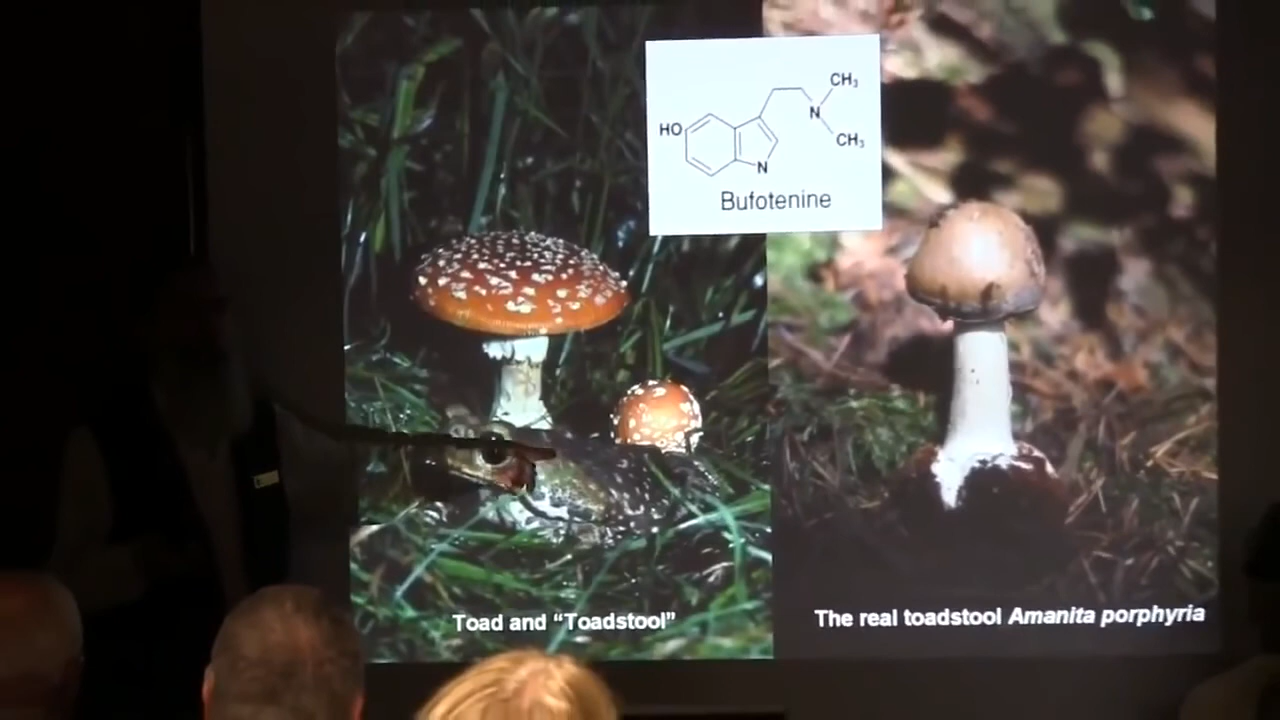 HO
CH₃
N
CH₃
N
Bufotenine
Toad and “Toadstool”
The real toadstool Amanita porphyria